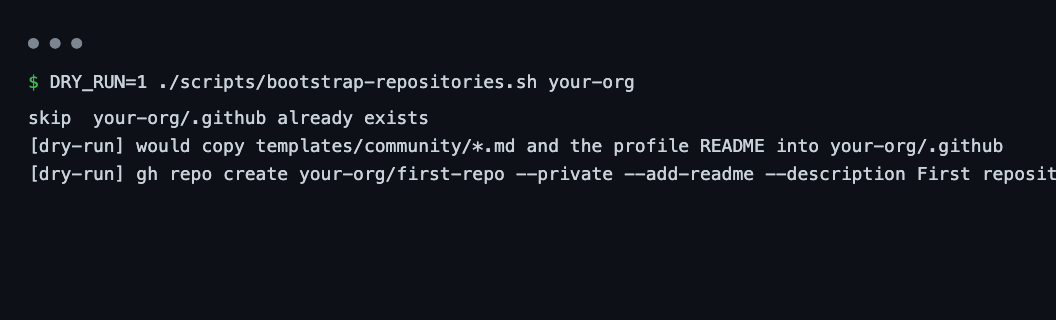 $ DRY_RUN=1 ./scripts/bootstrap-repositories.sh your-org
skip  your-org/.github already exists
[dry-run] would copy templates/community/*.md and the profile README into your-org/.github
[dry-run] gh repo create your-org/first-repo --private --add-readme --description First reposit